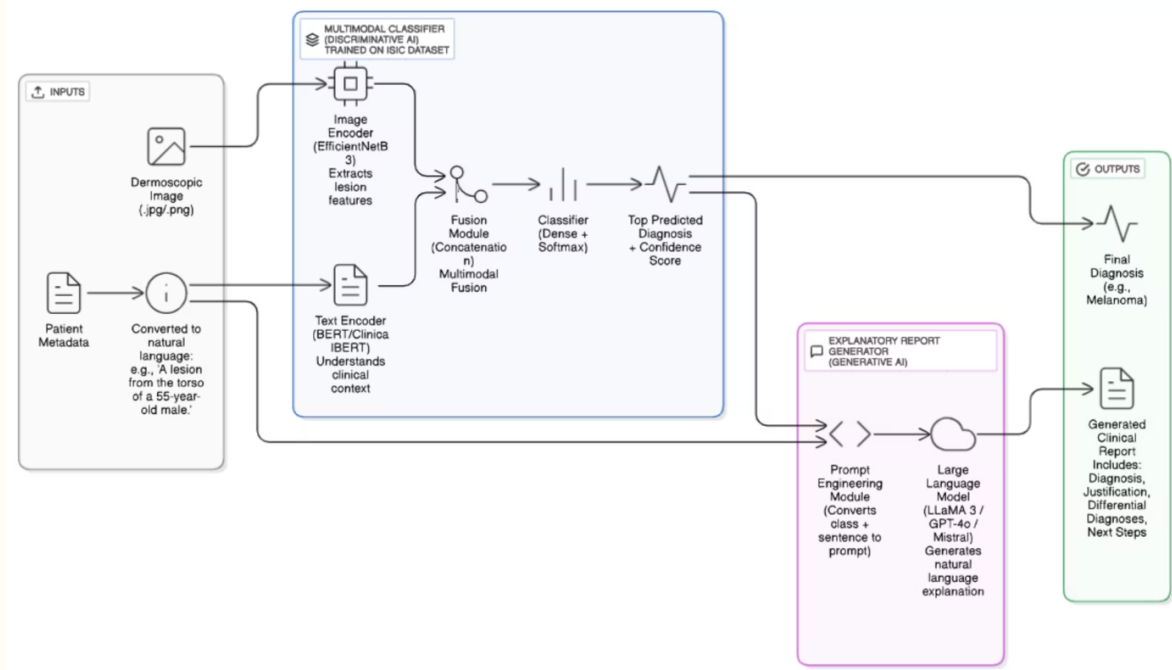 INPUTS
Dermoscopic
Image
(.jpg/.png)
Patient
Metadata
Converted to
natural
language:
e.g., 'A lesion
from the torso
of a 55-year-
old male.'
MULTIMODAL CLASSIFIER
(DISCRIMINATIVE AI)
TRAINED ON ISIC DATASET
Image
Encoder
(EfficientNetB
3)
Extracts
lesion
features
Text Encoder
(BERT/Clinica
lBERT)
Understands
clinical
context
Fusion
Module
(Concatenatio
n)
Multimodal
Fusion
Classifier
(Dense +
Softmax)
Top Predicted
Diagnosis
+ Confidence
Score
EXPLANATORY REPORT
GENERATOR
(GENERATIVE AI)
Prompt
Engineering
Module
(Converts
class +
sentence to
prompt)
Large
Language
Model
(LLaMA 3 /
GPT-4o /
Mistral)
Generates
natural
language
explanation
OUTPUTS
Final
Diagnosis
(e.g.,
Melanoma)
Generated
Clinical
Report
Includes:
Diagnosis,
Justification,
Differential
Diagnoses,
Next Steps